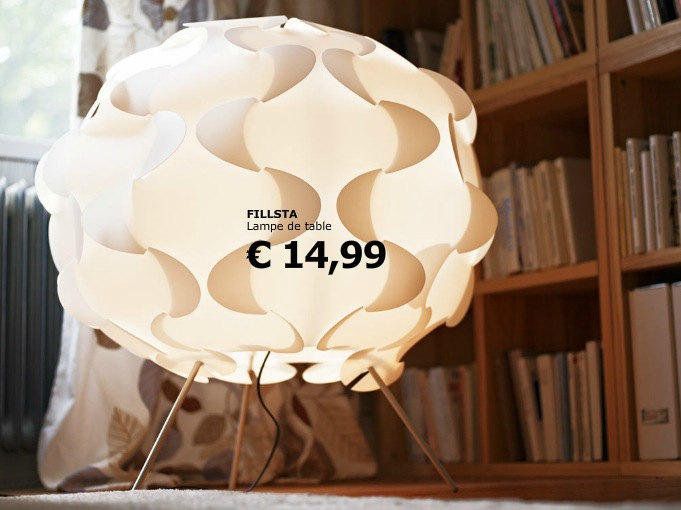 FILLSTA
Lampe de table
€ 14,99